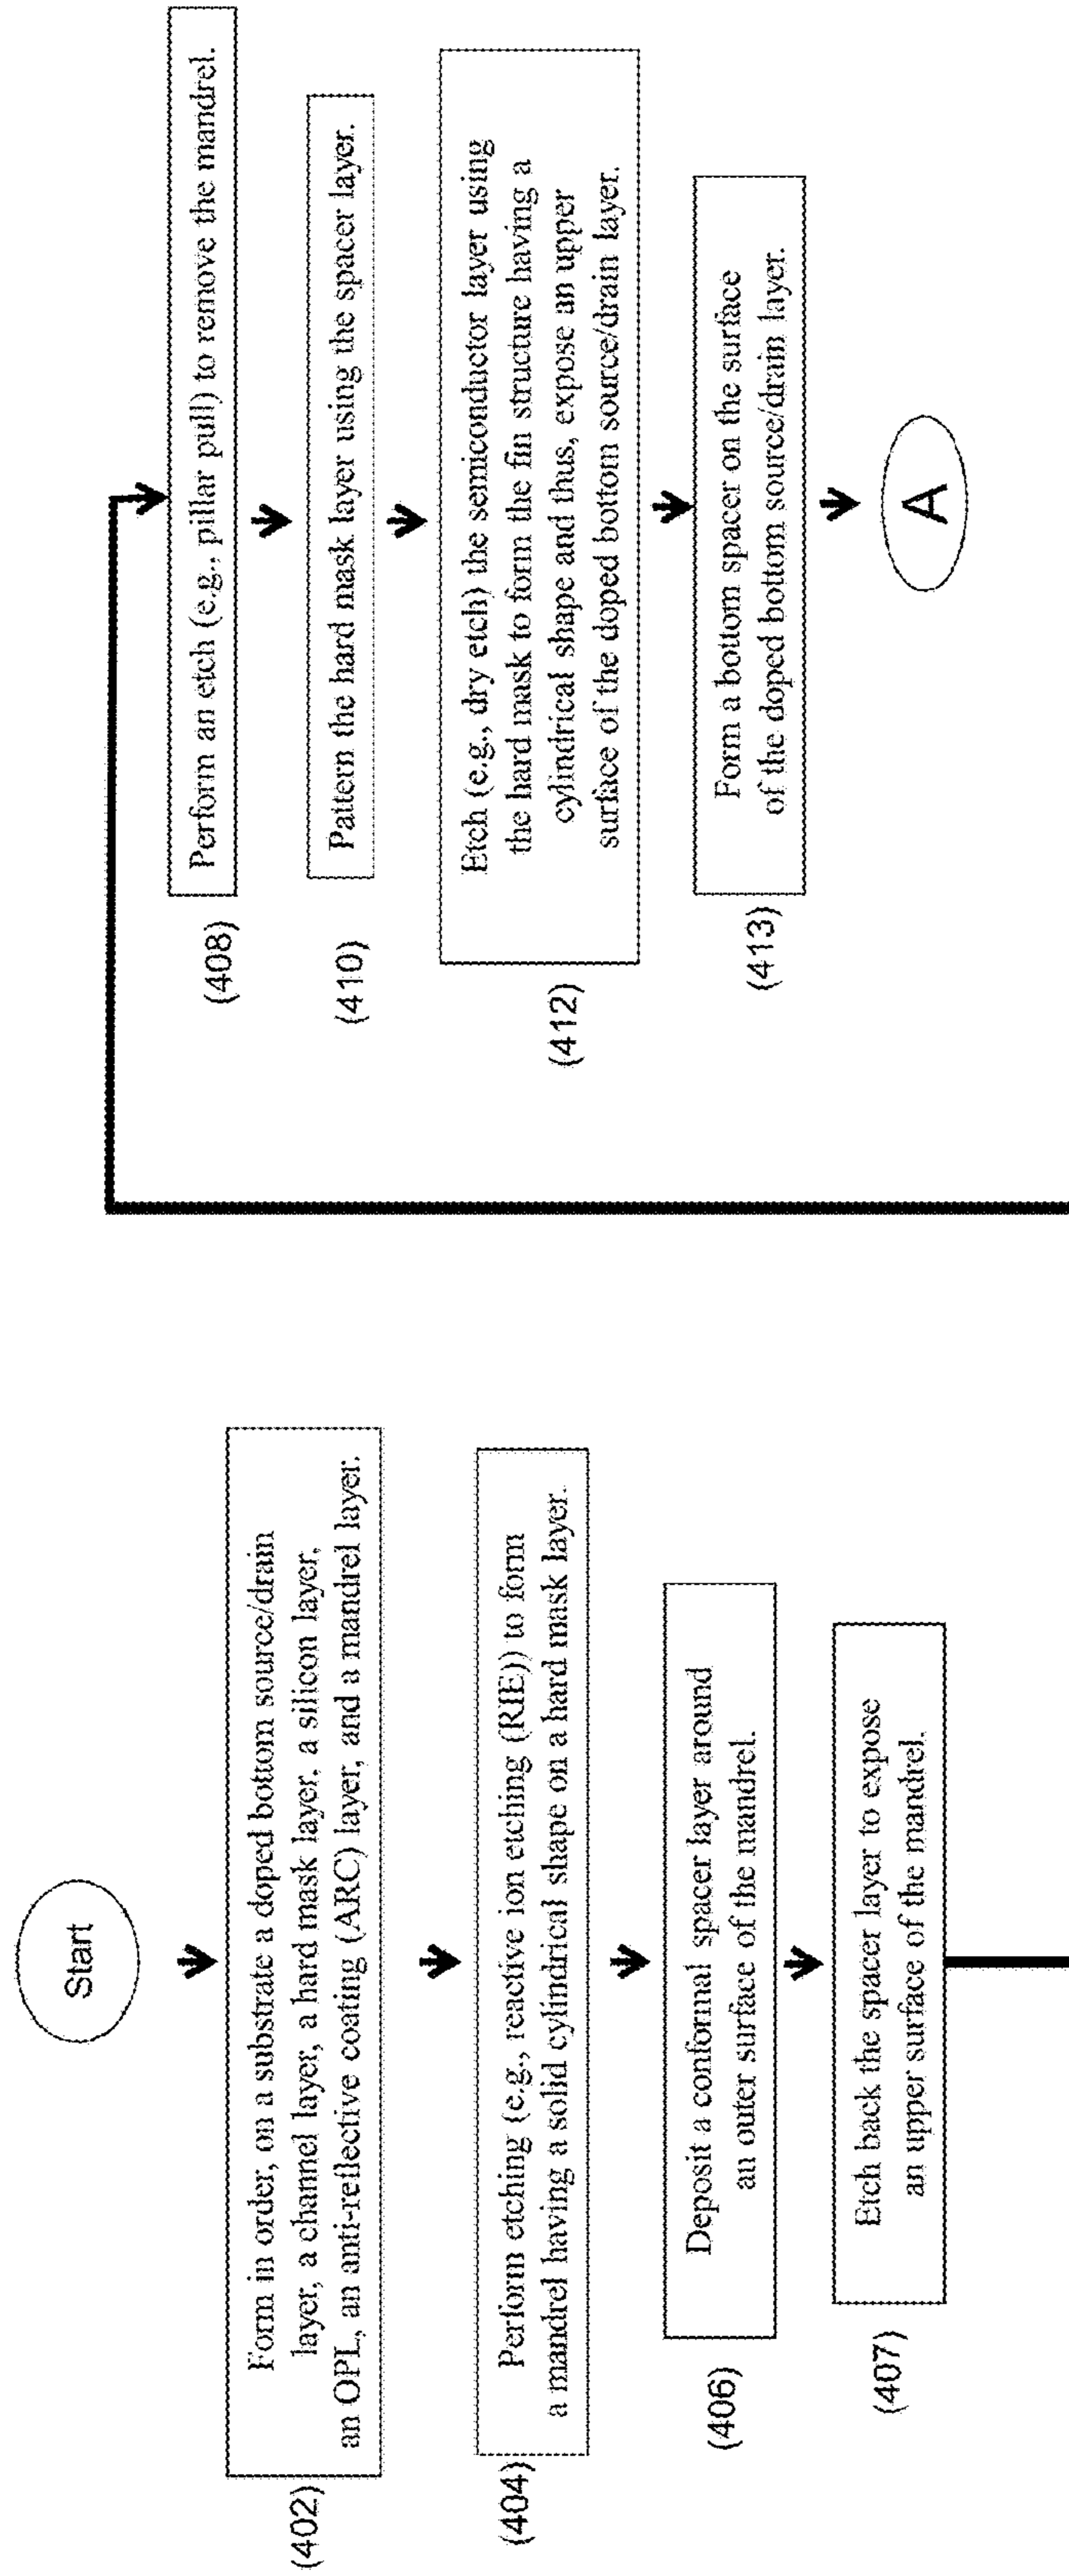 Start
(402)
Form in order, on a substrate a doped bottom source/drain
layer, a channel layer, a hard mask layer, a silicon layer,
an OPL, an anti-reflective coating (ARC) layer, and a mandrel layer.
(404)
Perform etching (e.g., reactive ion etching (RIE)) to form
a mandrel having a solid cylindrical shape on a hard mask layer.
(406)
Deposit a conformal spacer layer around
an outer surface of the mandrel.
(407)
Etch back the spacer layer to expose
an upper surface of the mandrel.
(408)
Perform an etch (e.g., pillar pull) to remove the mandrel.
(410)
Pattern the hard mask layer using the spacer layer.
(412)
Etch (e.g., dry etch) the semiconductor layer using
the hard mask to form the fin structure having a
cylindrical shape and thus, expose an upper
surface of the doped bottom source/drain layer.
(413)
Form a bottom spacer on the surface
of the doped bottom source/drain layer.
A